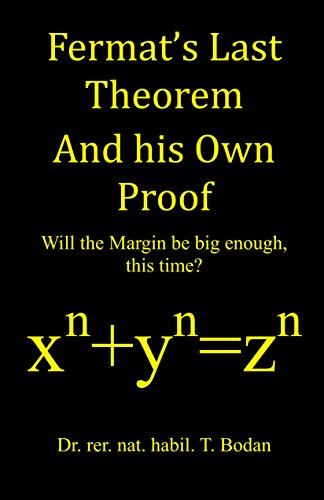 Fermat's Last
Theorem
And his Own
Proof
Will the Margin be big enough,
this time?
xⁿ+yⁿ=zⁿ
Dr. rer. nat. habil. T. Bodan